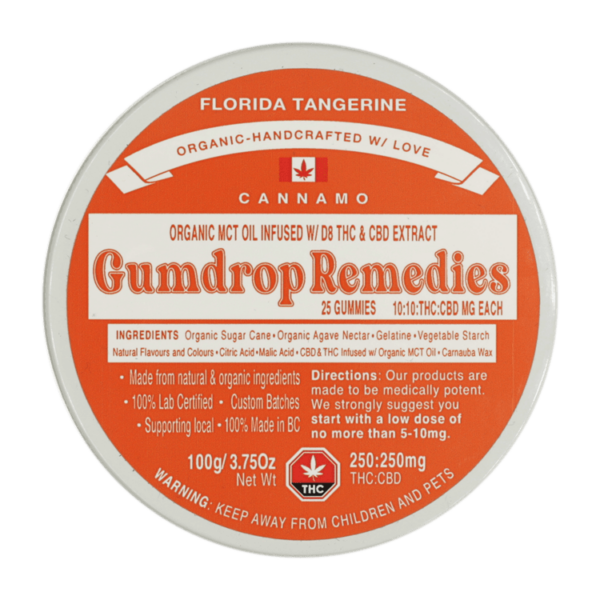 FLORIDA TANGERINE
ORGANIC-HANDCRAFTED W/ LOVE
CANNAMO
ORGANIC MCT OIL INFUSED W/ D8 THC & CBD EXTRACT
Gumdrop Remedies
25 GUMMIES 10:10:THC:CBD MG EACH
INGREDIENTS Organic Sugar Cane • Organic Agave Nectar • Gelatine • Vegetable Starch
Natural Flavours and Colours • Citric Acid • Malic Acid • CBD & THC Infused w/ Organic MCT Oil • Carnauba Wax
• Made from natural & organic ingredients
• 100% Lab Certified • Custom Batches
• Supporting local • 100% Made in BC
Directions: Our products are
made to be medically potent.
We strongly suggest you
start with a low dose of
no more than 5-10mg.
100g/ 3.75Oz
Net Wt
THC
250:250mg
THC:CBD
WARNING: KEEP AWAY FROM CHILDREN AND PETS